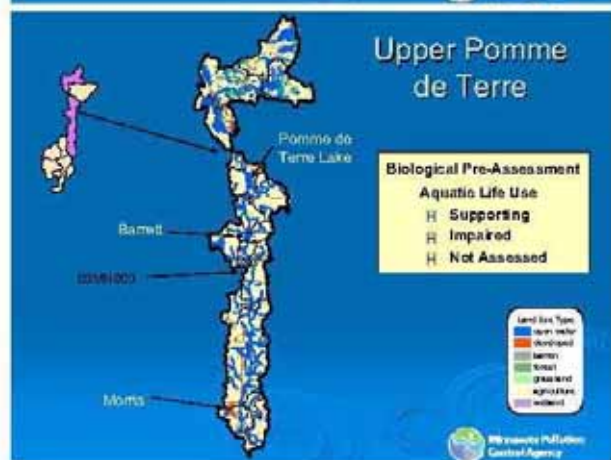 Upper Pomme
de Terre
Pomme de
Terre Lake
Barrett
Morris
Biological Pre-Assessment
Aquatic Life Use
H Supporting
H Impaired
H Not Assessed
Land Use Type
open water
developed
barren
forest
grassland
agriculture
wetland
Minnesota Pollution
Control Agency